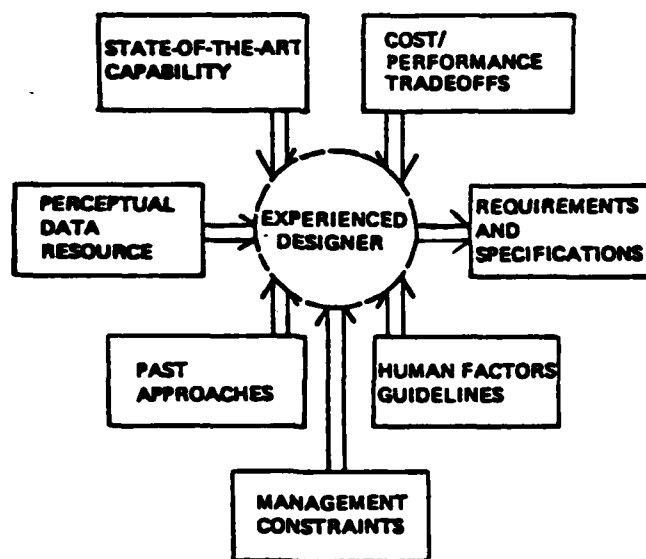 STATE-OF-THE-ART
CAPABILITY
COST/
PERFORMANCE
TRADEOFFS
PERCEPTUAL
DATA
RESOURCE
EXPERIENCED
DESIGNER
REQUIREMENTS
AND
SPECIFICATIONS
PAST
APPROACHES
HUMAN FACTORS
GUIDELINES
MANAGEMENT
CONSTRAINTS